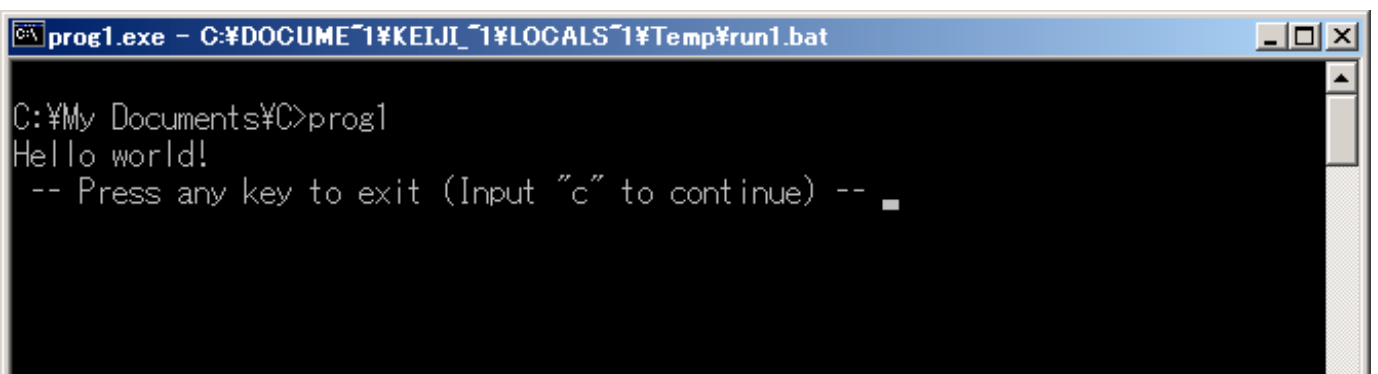 prog1.exe - C:¥DOCUME~1¥KEIJI_~1¥LOCALS~1¥Temp¥run1.bat
C:¥My Documents¥C>prog1
Hello world!
-- Press any key to exit (Input "c" to continue) --